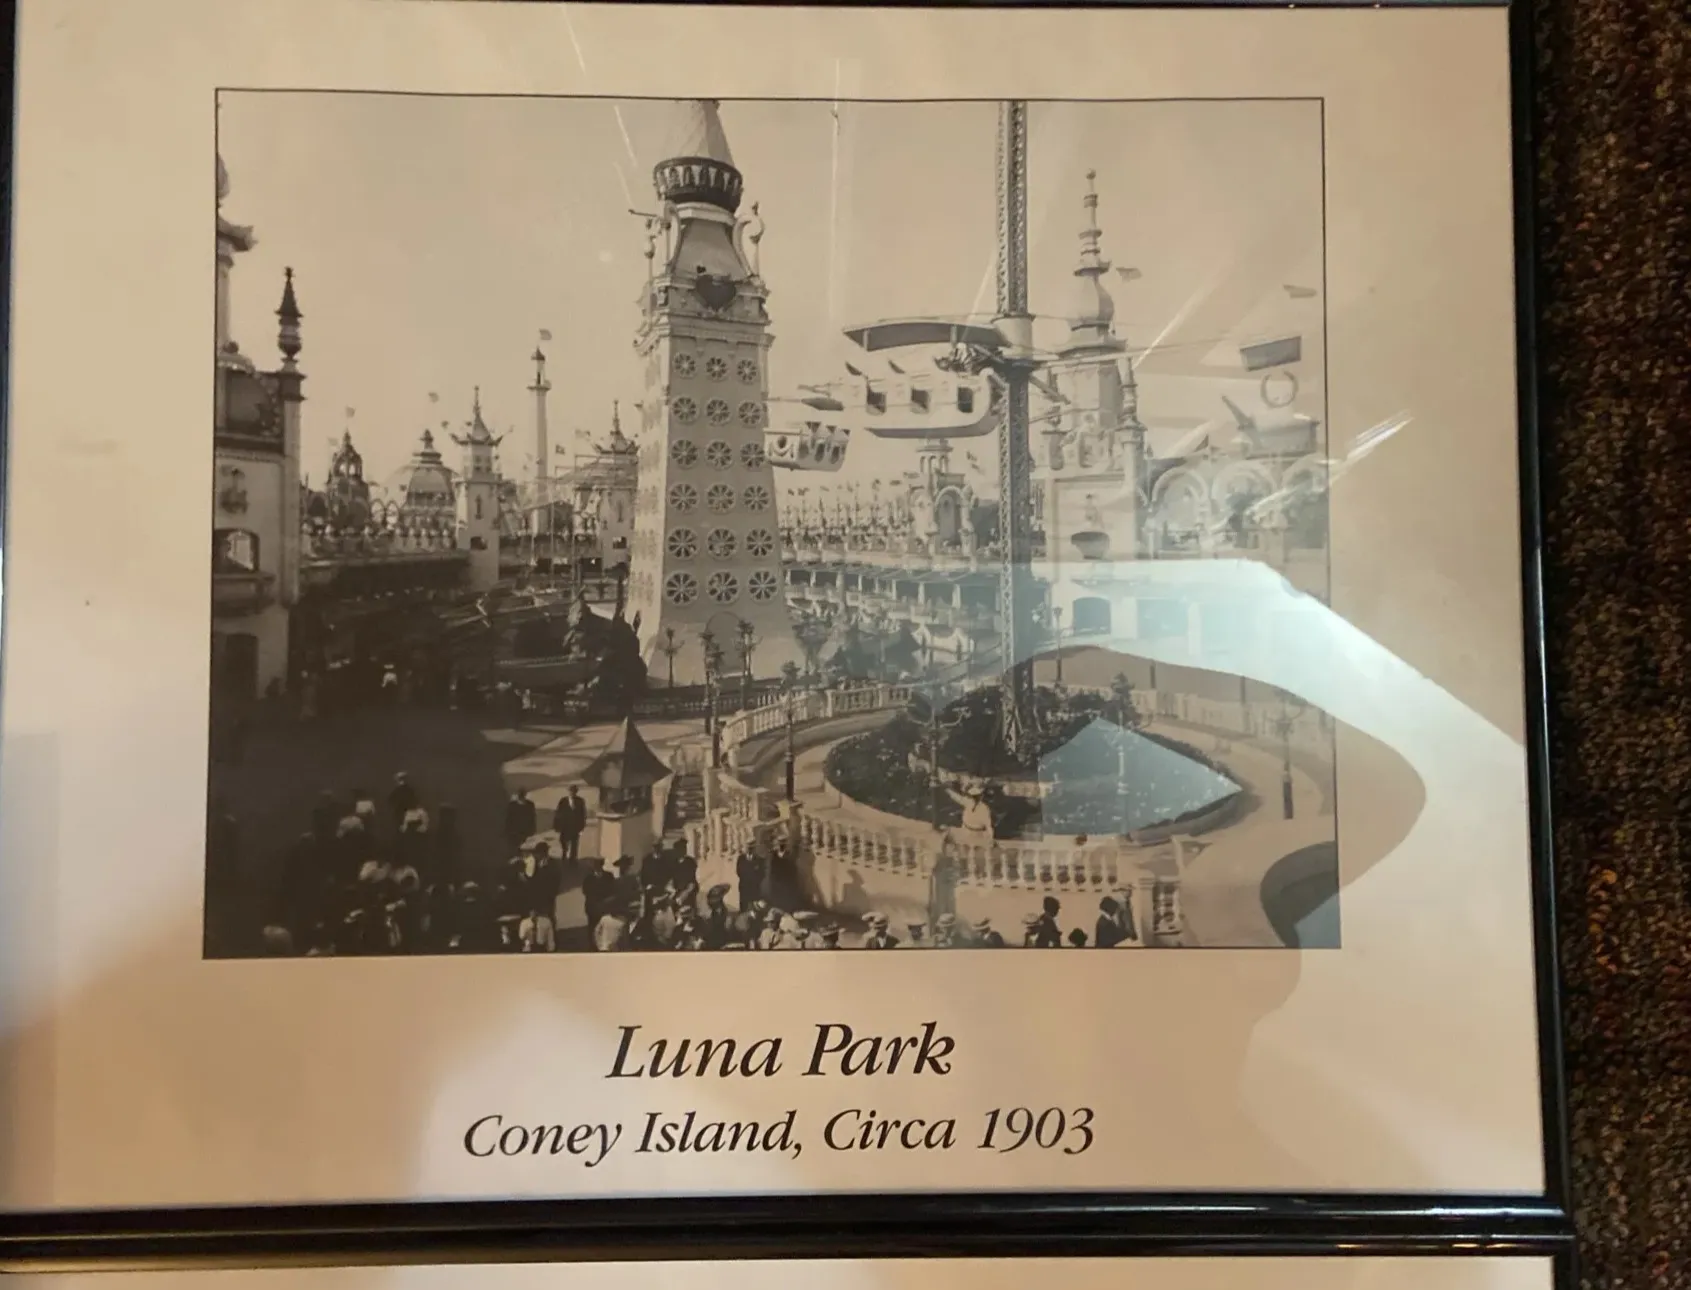 Luna Park
Coney Island, Circa 1903